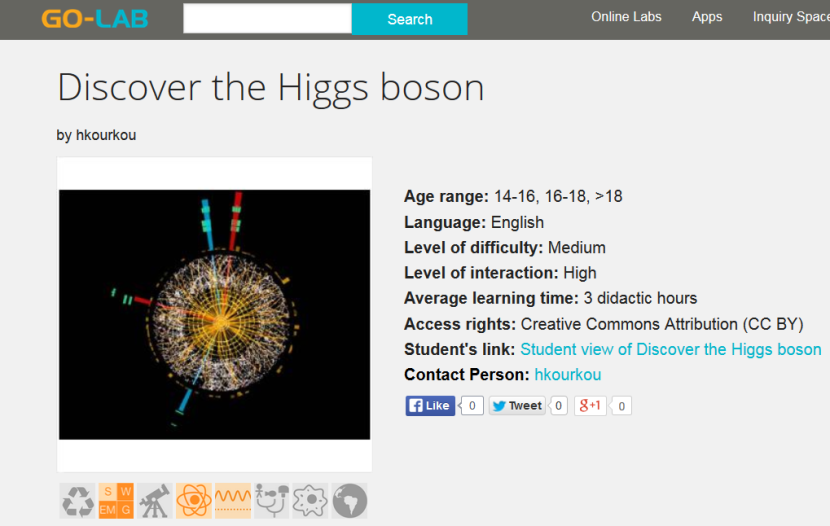 GO-LAB
Search
Online Labs Apps Inquiry Space
Discover the Higgs boson
by hkourkou
Age range: 14-16, 16-18, >18
Language: English
Level of difficulty: Medium
Level of interaction: High
Average learning time: 3 didactic hours
Access rights: Creative Commons Attribution (CC BY)
Student's link: Student view of Discover the Higgs boson
Contact Person: hkourkou
Like 0 Tweet 0 g+1 0
S W
EM G